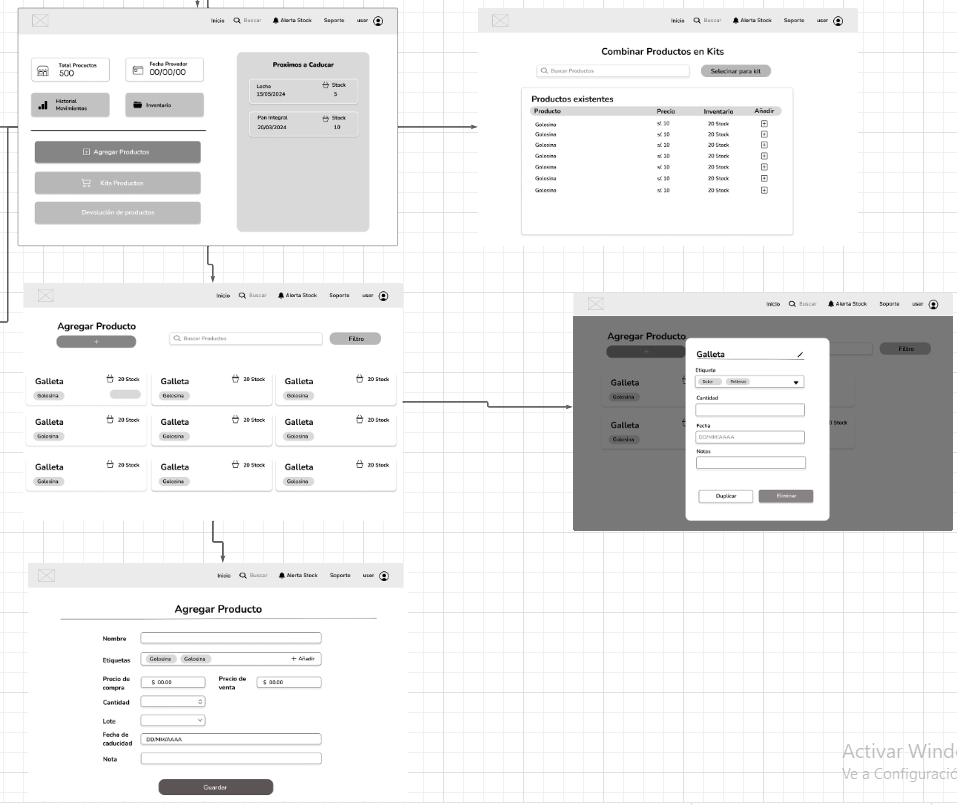 Inicio Buscar Alerta Stock Soporte user
Total Procuctos
500
Fecha Provedor
00/00/00
Historial
Movimientos
Inventario
Agregar Productos
Kits Productos
Devolución de productos
Proximos a Caducar
Leche Stock
15/05/2024 5
Pan Integral Stock
20/03/2024 10
Inicio Buscar Alerta Stock Soporte user
Combinar Productos en Kits
Buscar Productos Selecinar para kit
Productos existentes
Producto Precio Inventario Añadir
Golosina s/. 10 20 Stock
Golosina s/. 10 20 Stock
Golosina s/. 10 20 Stock
Golosina s/. 10 20 Stock
Golosina s/. 10 20 Stock
Golosina s/. 10 20 Stock
Golosina s/. 10 20 Stock
Inicio Buscar Alerta Stock Soporte user
Agregar Producto
+
Buscar Productos Filtro
Galleta 20 Stock Galleta 20 Stock Galleta 20 Stock
Golosina Golosina Golosina
Galleta 20 Stock Galleta 20 Stock Galleta 20 Stock
Golosina Golosina Golosina
Galleta 20 Stock Galleta 20 Stock Galleta 20 Stock
Golosina Golosina Golosina
Inicio Buscar Alerta Stock Soporte user
Agregar Producto
+
Filtro
Galleta
Golosina
Galleta
Golosina
Stock
Galleta
Etiqueta
Dulce Rellenas
Cantidad
Fecha
DD/MM/AAAA
Notas
Duplicar Eliminar
Inicio Buscar Alerta Stock Soporte user
Agregar Producto
Nombre
Etiquetas Golosina Golosina + Añadir
Precio de
compra $ 00.00
Precio de
venta $ 00.00
Cantidad
Lote
Fecha de
caducidad DD/MM/AAAA
Nota
Guardar
Activar Wind
Ve a Configuració